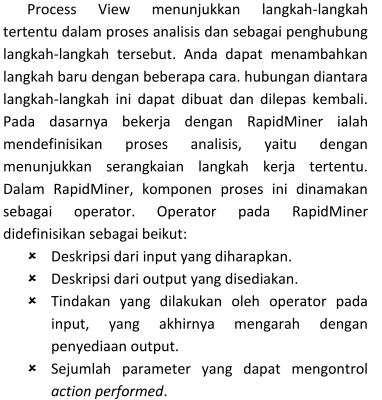 Process View menunjukkan langkah-langkah
tertentu dalam proses analisis dan sebagai penghubung
langkah-langkah tersebut. Anda dapat menambahkan
langkah baru dengan beberapa cara. hubungan diantara
langkah-langkah ini dapat dibuat dan dilepas kembali.
Pada dasarnya bekerja dengan RapidMiner ialah
mendefinisikan proses analisis, yaitu dengan
menunjukkan serangkaian langkah kerja tertentu.
Dalam RapidMiner, komponen proses ini dinamakan
sebagai operator. Operator pada RapidMiner
didefinisikan sebagai beikut:
× Deskripsi dari input yang diharapkan.
× Deskripsi dari output yang disediakan.
× Tindakan yang dilakukan oleh operator pada
input, yang akhirnya mengarah dengan
penyediaan output.
× Sejumlah parameter yang dapat mengontrol
action performed.